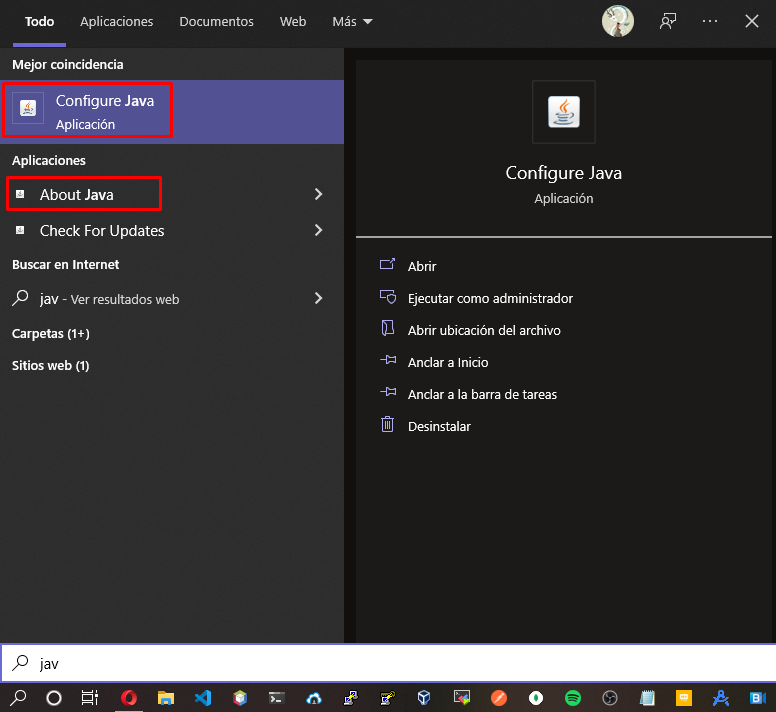 Todo Aplicaciones Documentos Web Más
Mejor coincidencia
Configure Java
Aplicación
Aplicaciones
About Java
Check For Updates
Buscar en Internet
jav - Ver resultados web
Carpetas (1+)
Sitios web (1)
Configure Java
Aplicación
Abrir
Ejecutar como administrador
Abrir ubicación del archivo
Anclar a Inicio
Anclar a la barra de tareas
Desinstalar
jav